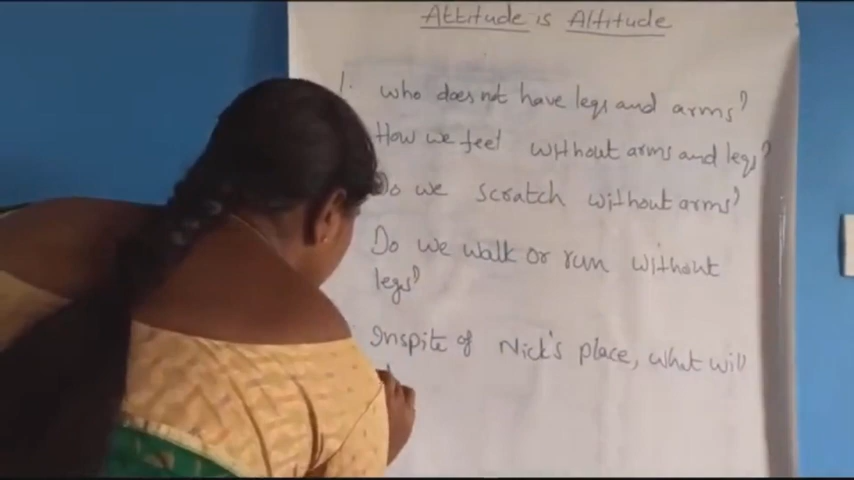 Attitude is Altitude
1. who does not have legs and arms?
How we feel without arms and legs?
Do we scratch without arms?
Do we walk or run without
legs?
Inspite of Nick's place, what will